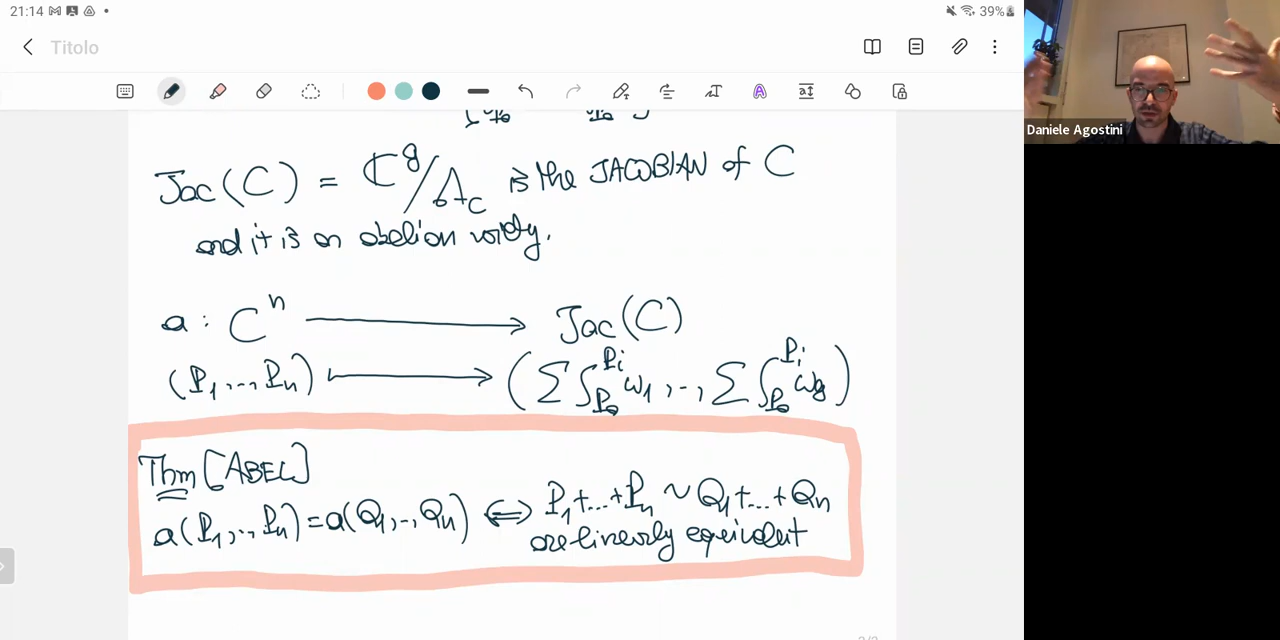 21:14
39%
Titolo
Daniele Agostini
Jac(C) = ℂ^g/Λ_C is the JACOBIAN of C
and it is an abelian variety.
a : C^n ⟶ Jac(C)
(P_1,..,P_n) ⟼ (∑∫_{P_0}^{P_i} ω_1,..,∑∫_{P_0}^{P_i} ω_g)
Thm [ABEL]
a(P_1,..,P_n) = a(Q_1,..,Q_n) ⟺ P_1+...+P_n ~ Q_1+...+Q_n
are linearly equivalent
2/2